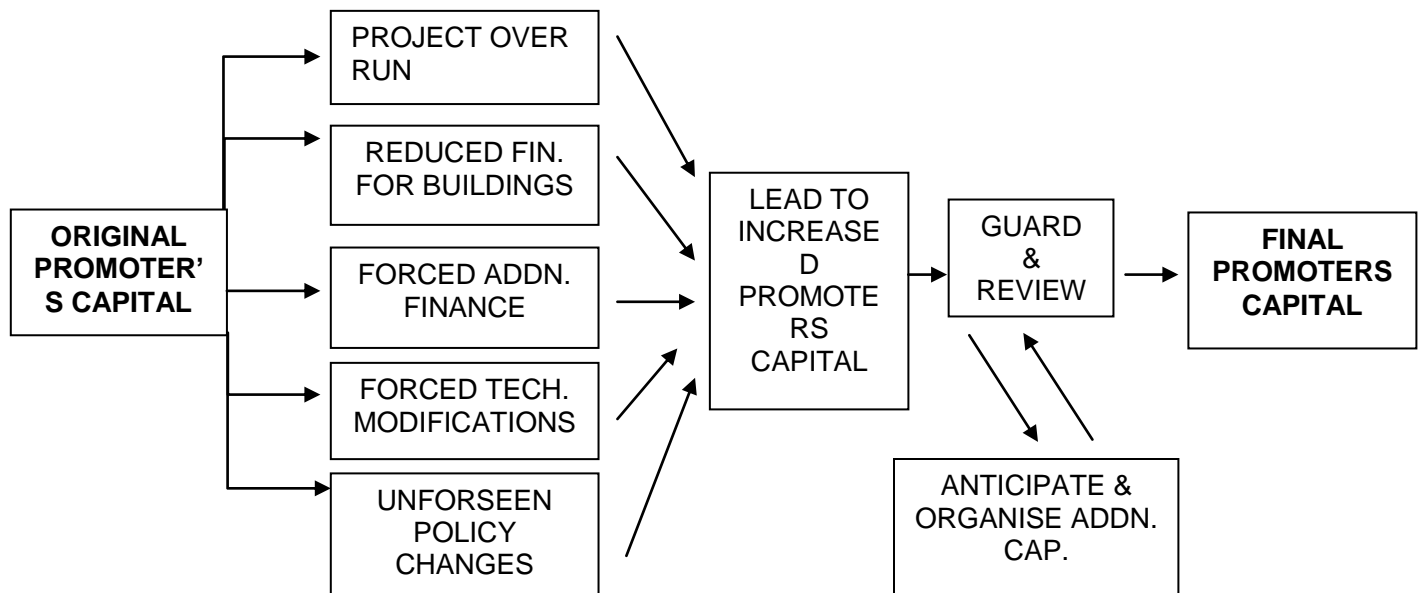 PROJECT OVER
RUN
REDUCED FIN.
FOR BUILDINGS
ORIGINAL
PROMOTER'
S CAPITAL
FORCED ADDN.
FINANCE
FORCED TECH.
MODIFICATIONS
UNFORSEEN
POLICY
CHANGES
LEAD TO
INCREASE
D
PROMOTE
RS
CAPITAL
GUARD
&
REVIEW
ANTICIPATE &
ORGANISE ADDN.
CAP.
FINAL
PROMOTERS
CAPITAL